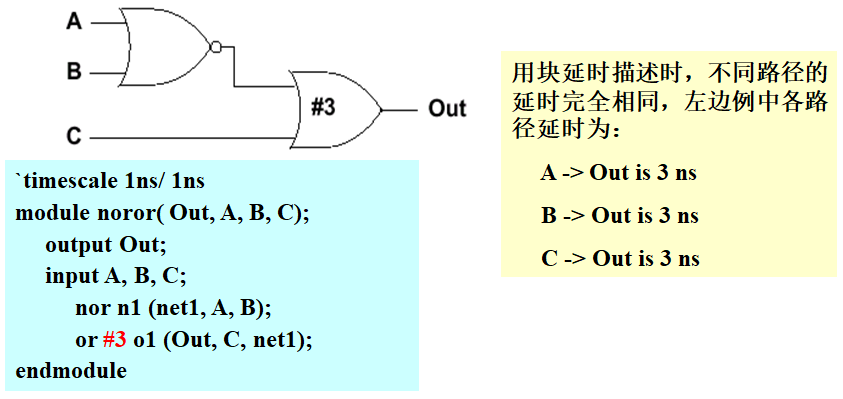 A
B
C
#3
Out
用块延时描述时，不同路径的
延时完全相同，左边例中各路
径延时为：
A -> Out is 3 ns
B -> Out is 3 ns
C -> Out is 3 ns
`timescale 1ns/ 1ns
module noror( Out, A, B, C);
output Out;
input A, B, C;
nor n1 (net1, A, B);
or #3 o1 (Out, C, net1);
endmodule